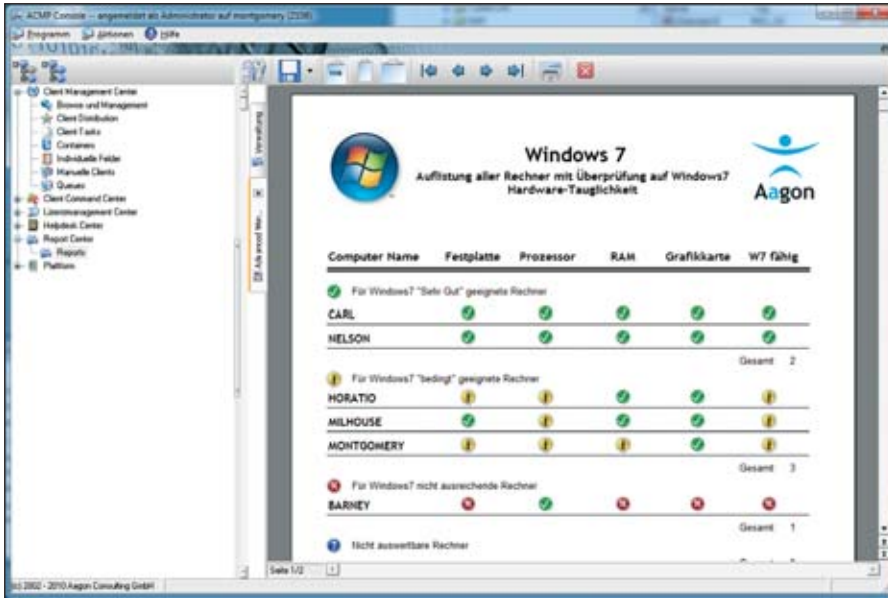 ACMP Console - angemeldet als Administrator auf montgomery (2106)
Programm Aktionen Hilfe
Client Management Center
Browse und Management
Client Distribution
Client Tasks
Containers
Individuelle Felder
Manuelle Clients
Queues
Client Command Center
Lizenzmanagement Center
Helpdesk Center
Report Center
Reports
Plattform
Verwaltung
Windows 7
Auflistung aller Rechner mit Überprüfung auf Windows7
Hardware-Tauglichkeit
Aagon
Computer Name Festplatte Prozessor RAM Grafikkarte W7 fähig
Für Windows7 "Sehr Gut" geeignete Rechner
CARL
NELSON
Gesamt 2
Für Windows7 "bedingt" geeignete Rechner
HORATIO
MILHOUSE
MONTGOMERY
Gesamt 3
Für Windows7 nicht ausreichende Rechner
BARNEY
Gesamt 1
Nicht auswertbare Rechner
Seite 1/2
(c) 2002 - 2010 Aagon Consulting GmbH